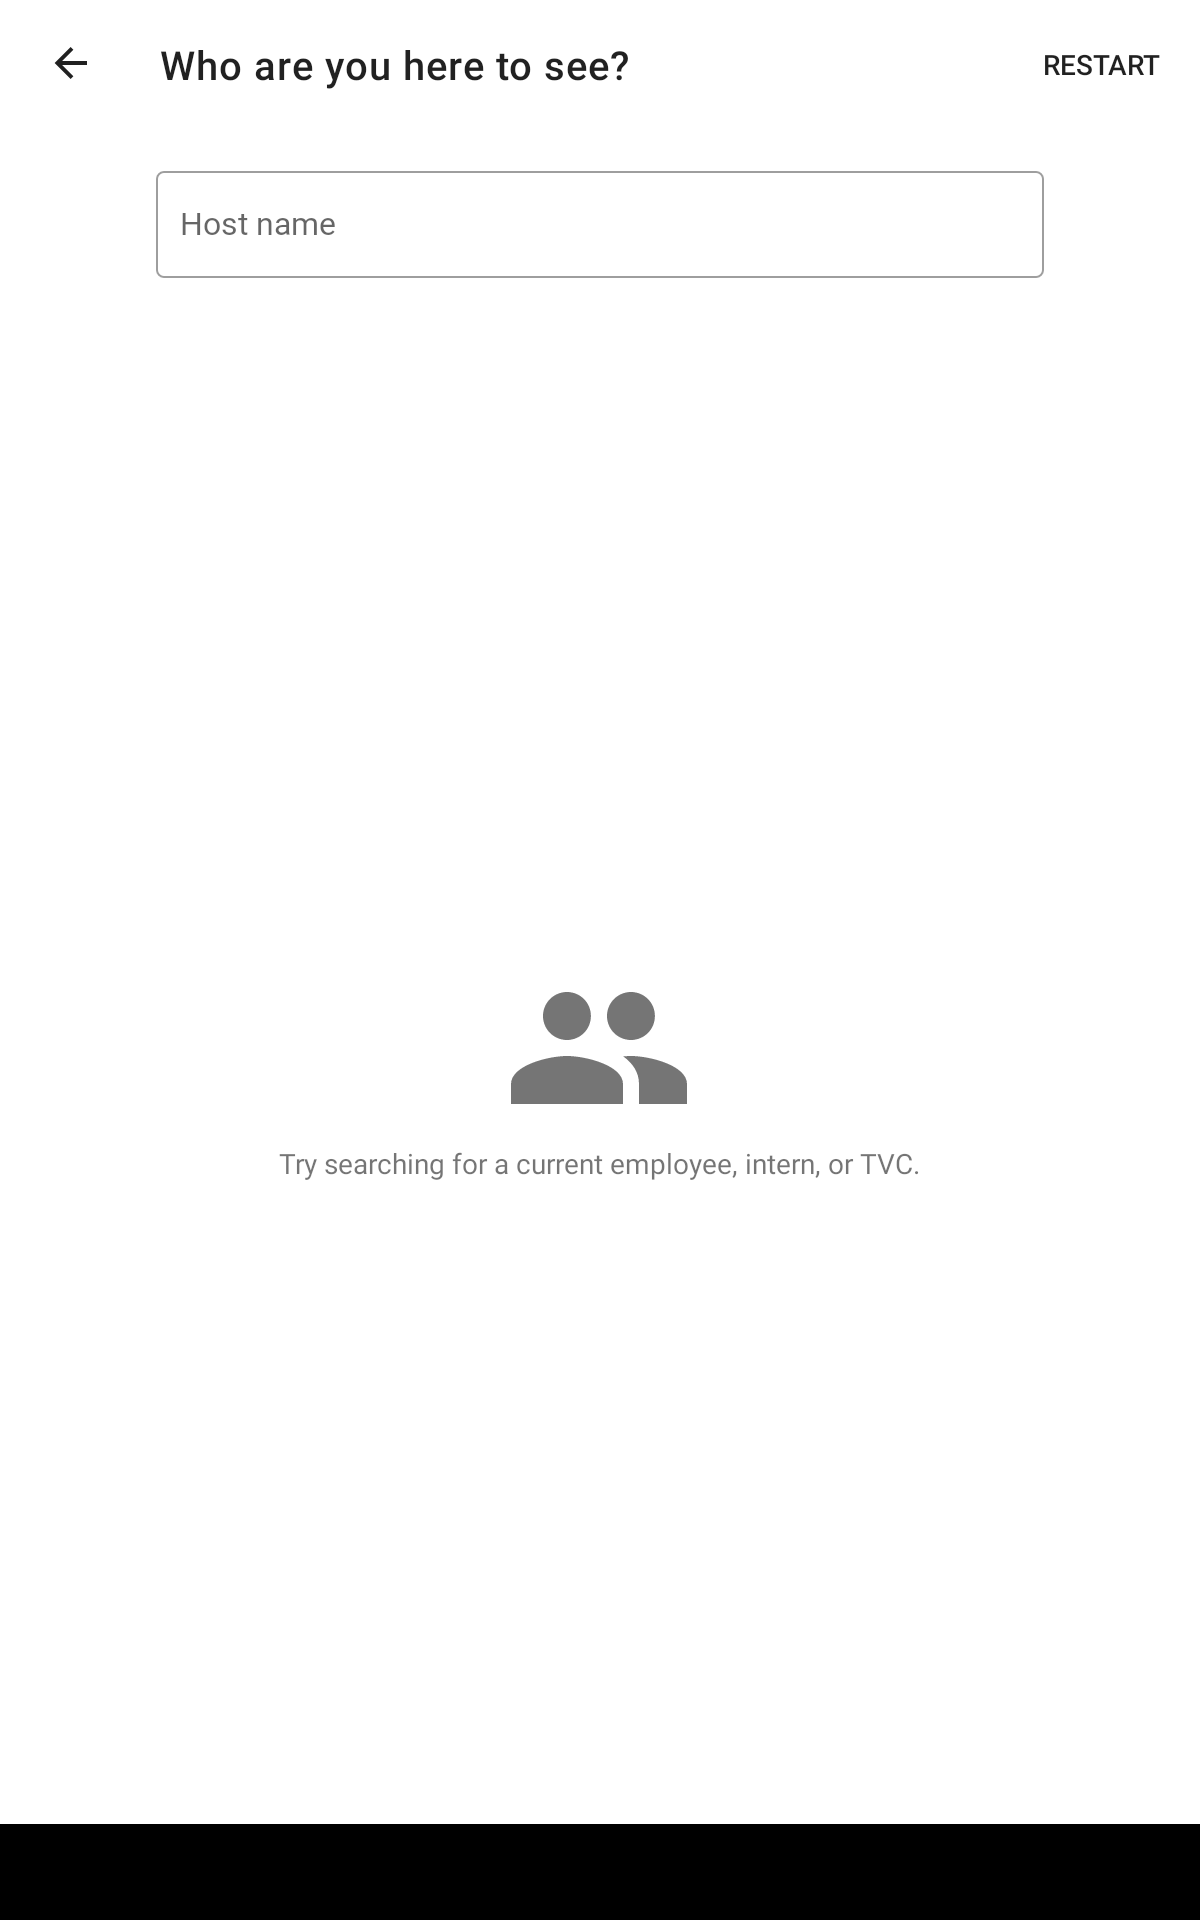 Who are you here to see?
RESTART
Host name
Try searching for a current employee, intern, or TVC.